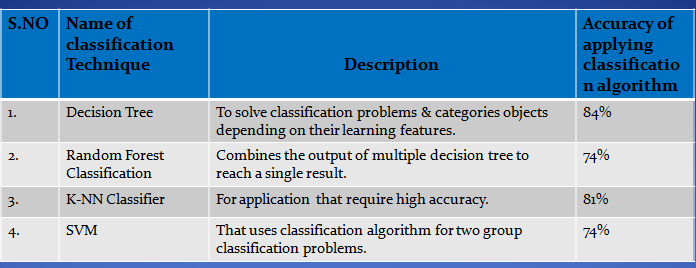 S.NO Name of classification Technique Description Accuracy of applying classificatio n algorithm
1. Decision Tree To solve classification problems & categories objects depending on their learning features. 84%
2. Random Forest Classification Combines the output of multiple decision tree to reach a single result. 74%
3. K-NN Classifier For application that require high accuracy. 81%
4. SVM That uses classification algorithm for two group classification problems. 74%